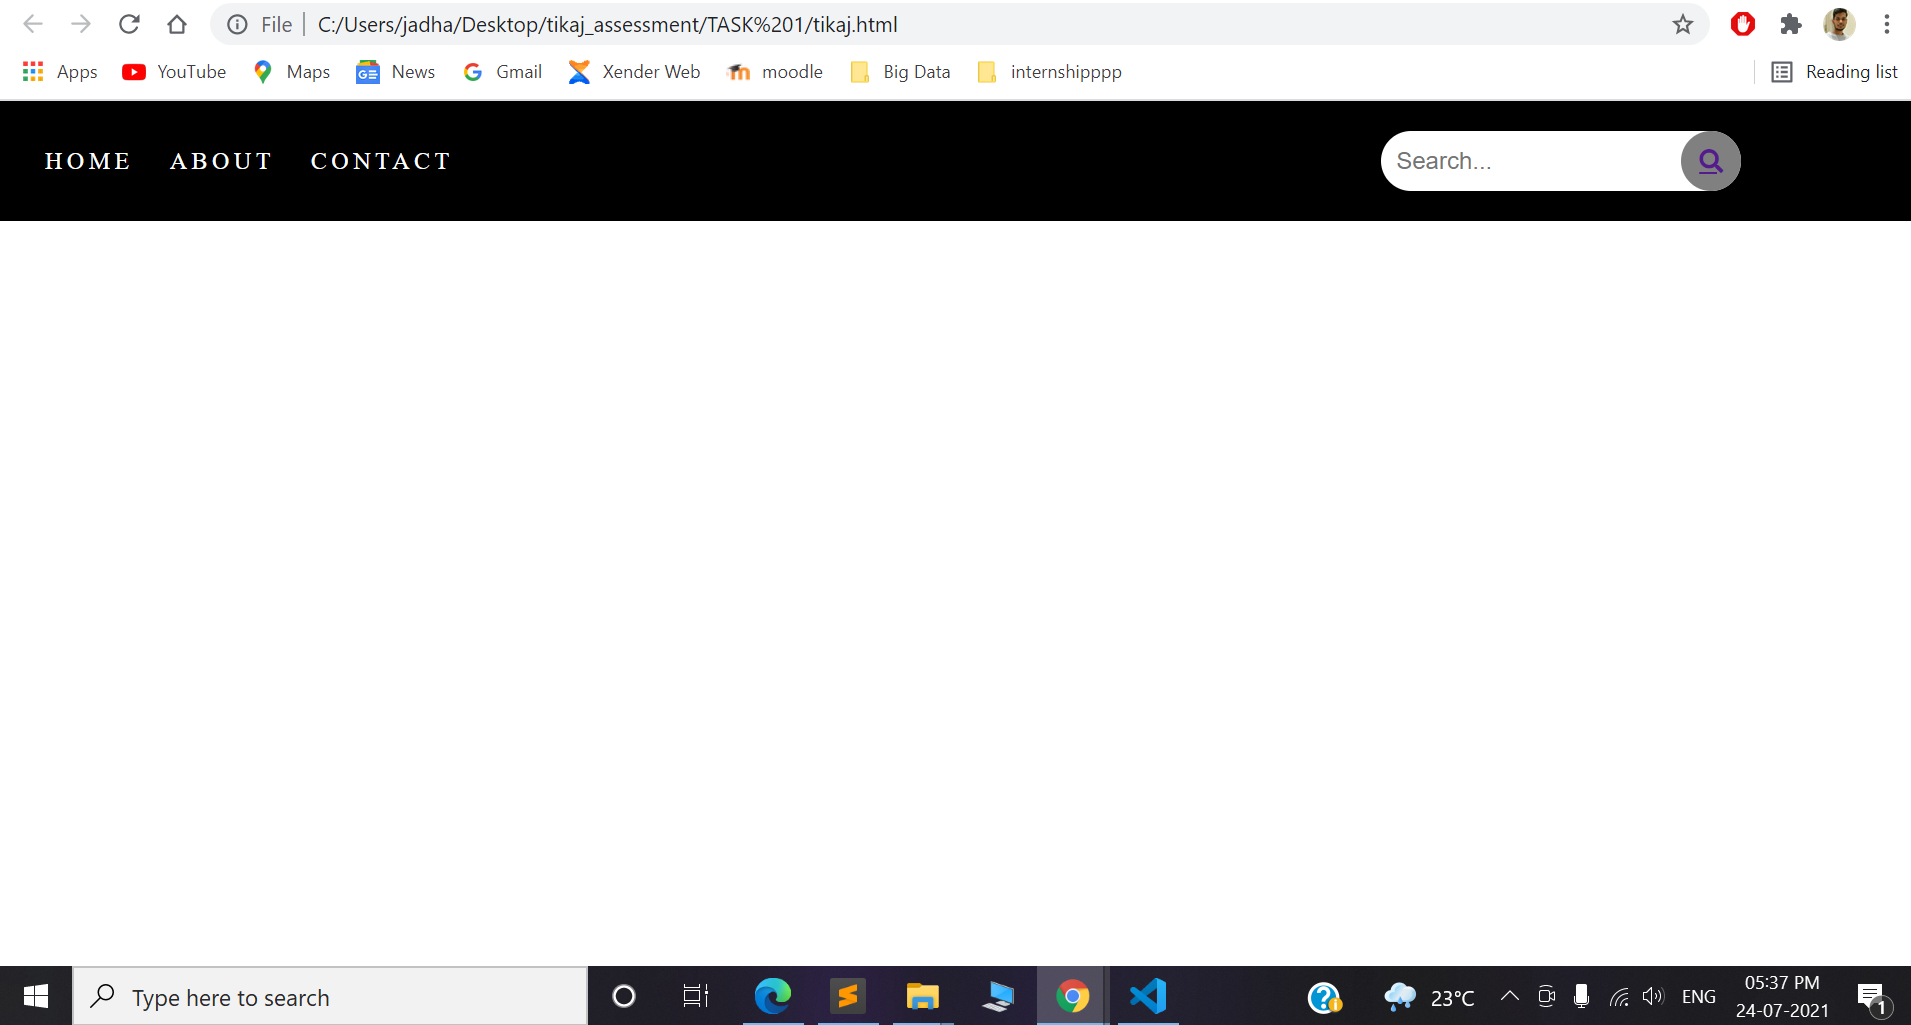 File C:/Users/jadha/Desktop/tikaj_assessment/TASK%201/tikaj.html
Apps YouTube Maps News Gmail Xender Web moodle Big Data internshipppp Reading list
HOME ABOUT CONTACT Search...
Type here to search 23°C ENG 05:37 PM
24-07-2021 1